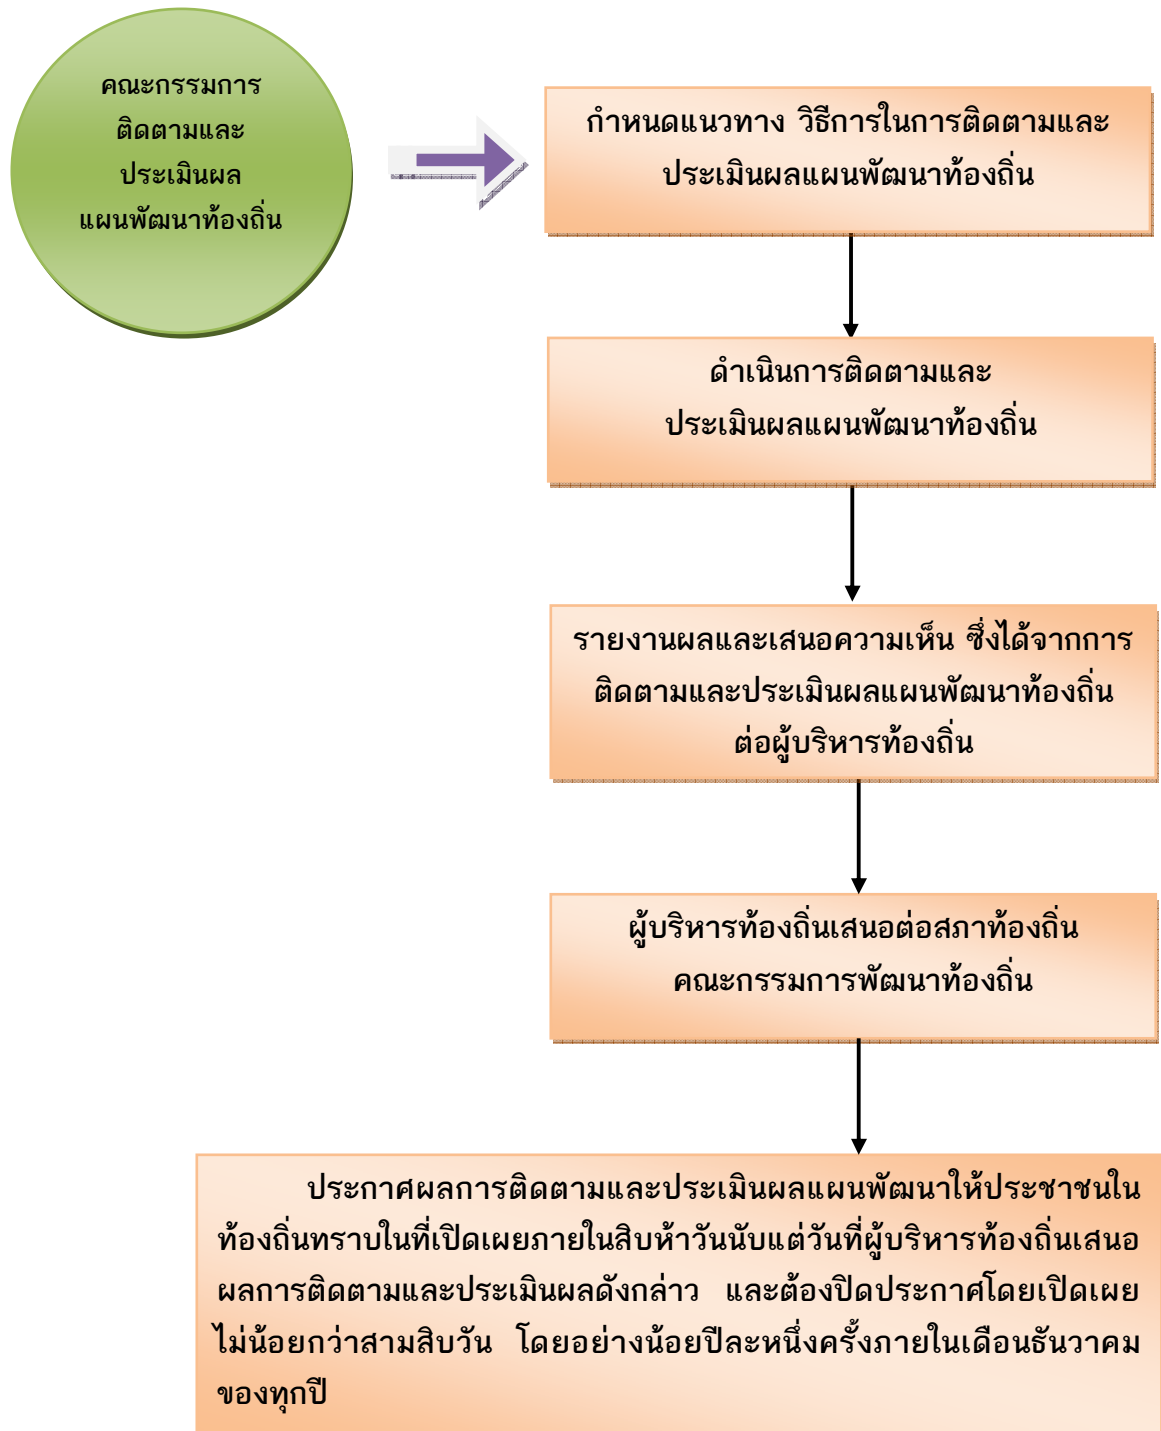 คณะกรรมการ
ติดตามและ
ประเมินผล
แผนพัฒนาท้องถิ่น
กำหนดแนวทาง วิธีการในการติดตามและ
ประเมินผลแผนพัฒนาท้องถิ่น
ดำเนินการติดตามและ
ประเมินผลแผนพัฒนาท้องถิ่น
รายงานผลและเสนอความเห็น ซึ่งได้จากการ
ติดตามและประเมินผลแผนพัฒนาท้องถิ่น
ต่อผู้บริหารท้องถิ่น
ผู้บริหารท้องถิ่นเสนอต่อสภาท้องถิ่น
คณะกรรมการพัฒนาท้องถิ่น
ประกาศผลการติดตามและประเมินผลแผนพัฒนาให้ประชาชนใน
ท้องถิ่นทราบในที่เปิดเผยภายในสิบห้าวันนับแต่วันที่ผู้บริหารท้องถิ่นเสนอ
ผลการติดตามและประเมินผลดังกล่าว และต้องปิดประกาศโดยเปิดเผย
ไม่น้อยกว่าสามสิบวัน โดยอย่างน้อยปีละหนึ่งครั้งภายในเดือนธันวาคม
ของทุกปี